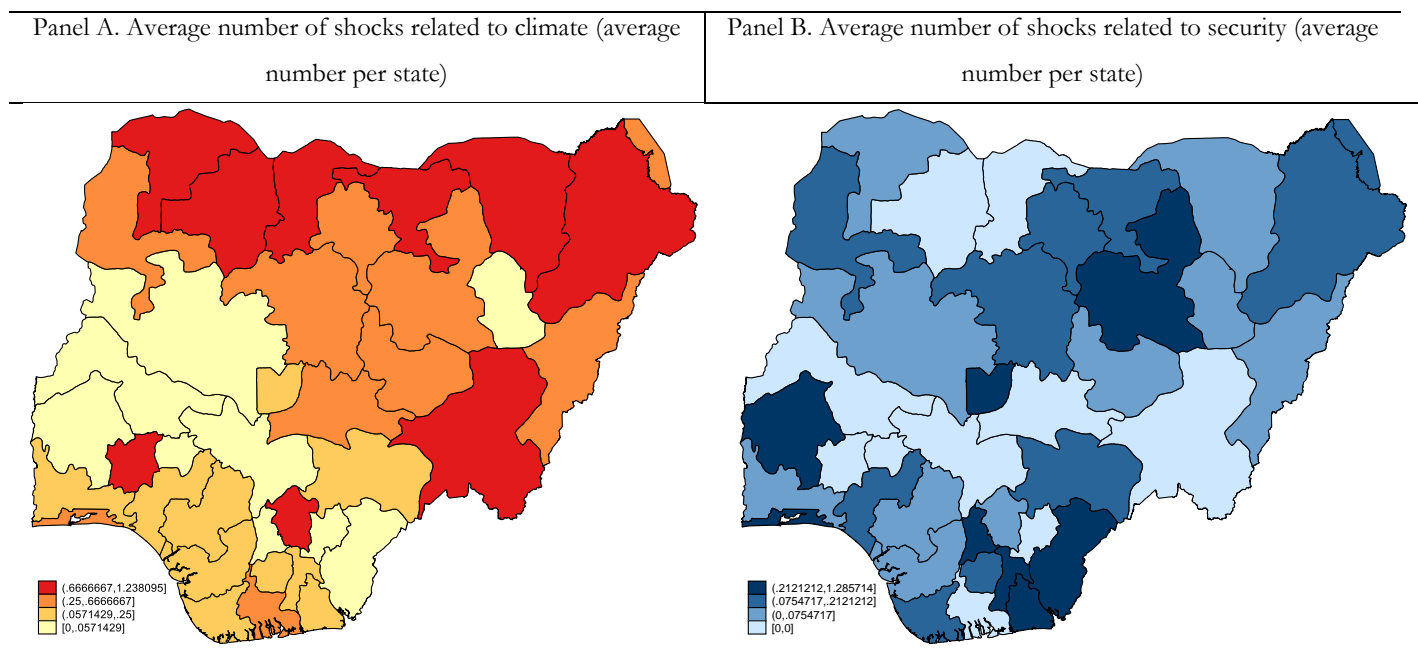 Panel A. Average number of shocks related to climate (average
number per state)
Panel B. Average number of shocks related to security (average
number per state)
(.6666667,1.238095]
(.25,.6666667]
(.0571429,.25]
[0,.0571429]
(.2121212,1.285714]
(.0754717,.2121212]
(0,.0754717]
[0,0]